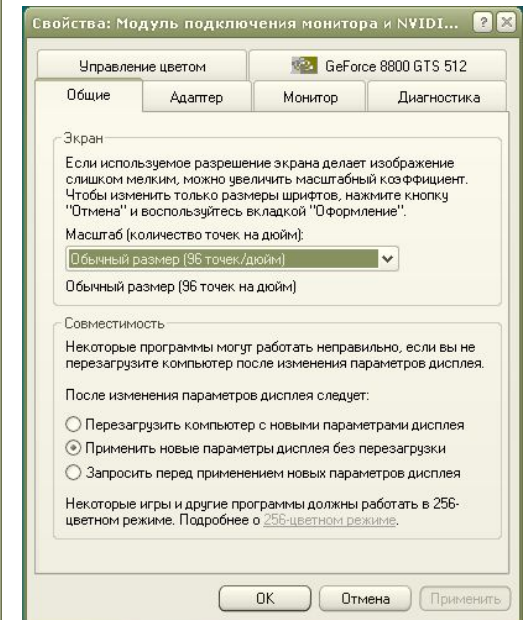 Свойства: Модуль подключения монитора и NVIDI...
Управление цветом
GeForce 8800 GTS 512
Общие
Адаптер
Монитор
Диагностика
Экран
Если используемое разрешение экрана делает изображение
слишком мелким, можно увеличить масштабный коэффициент.
Чтобы изменить только размеры шрифтов, нажмите кнопку
"Отмена" и воспользуйтесь вкладкой "Оформление".
Масштаб (количество точек на дюйм):
Обычный размер (96 точек/дюйм)
Обычный размер (96 точек на дюйм)
Совместимость
Некоторые программы могут работать неправильно, если вы не
перезагрузите компьютер после изменения параметров дисплея.
После изменения параметров дисплея следует:
Перезагрузить компьютер с новыми параметрами дисплея
Применить новые параметры дисплея без перезагрузки
Запросить перед применением новых параметров дисплея
Некоторые игры и другие программы должны работать в 256-
цветном режиме. Подробнее о 256-цветном режиме.
OK
Отмена
Применить